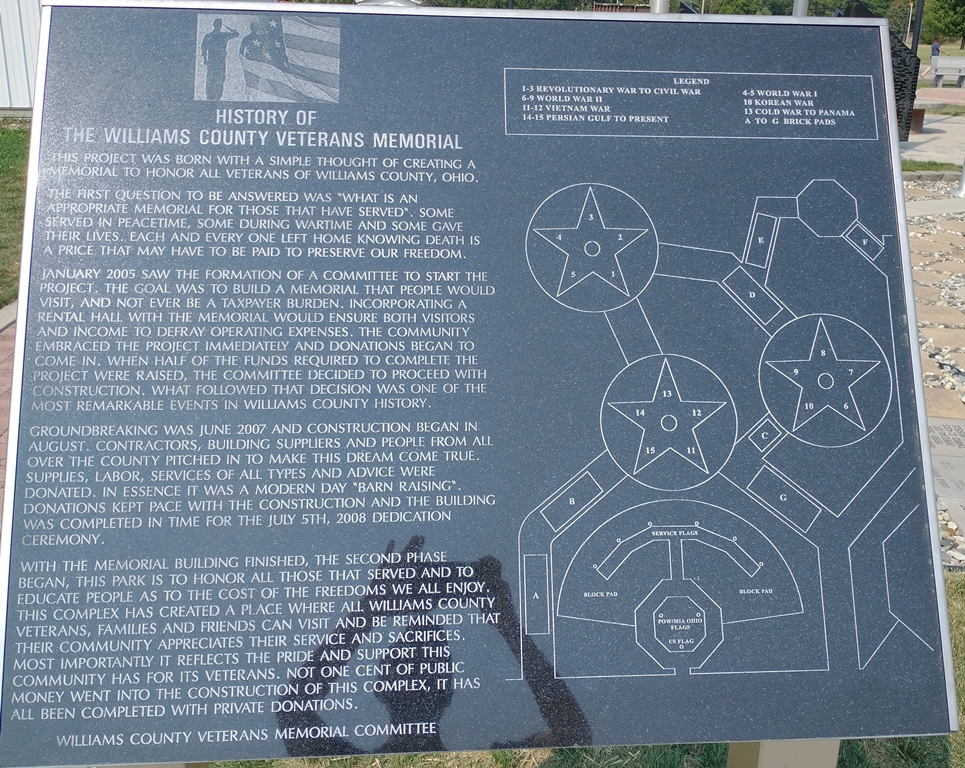 HISTORY OF
THE WILLIAMS COUNTY VETERANS MEMORIAL
THIS PROJECT WAS BORN WITH A SIMPLE THOUGHT OF CREATING A
MEMORIAL TO HONOR ALL VETERANS OF WILLIAMS COUNTY, OHIO.
THE FIRST QUESTION TO BE ANSWERED WAS "WHAT IS AN
APPROPRIATE MEMORIAL FOR THOSE THAT HAVE SERVED". SOME
SERVED IN PEACETIME, SOME DURING WARTIME AND SOME GAVE
THEIR LIVES. EACH AND EVERY ONE LEFT HOME KNOWING DEATH IS
A PRICE THAT MAY HAVE TO BE PAID TO PRESERVE OUR FREEDOM.
JANUARY 2005 SAW THE FORMATION OF A COMMITTEE TO START THE
PROJECT. THE GOAL WAS TO BUILD A MEMORIAL THAT PEOPLE WOULD
VISIT, AND NOT EVER BE A TAXPAYER BURDEN. INCORPORATING A
RENTAL HALL WITH THE MEMORIAL WOULD ENSURE BOTH VISITORS
AND INCOME TO DEFRAY OPERATING EXPENSES. THE COMMUNITY
EMBRACED THE PROJECT IMMEDIATELY AND DONATIONS BEGAN TO
COME IN. WHEN HALF OF THE FUNDS REQUIRED TO COMPLETE THE
PROJECT WERE RAISED, THE COMMITTEE DECIDED TO PROCEED WITH
CONSTRUCTION. WHAT FOLLOWED THAT DECISION WAS ONE OF THE
MOST REMARKABLE EVENTS IN WILLIAMS COUNTY HISTORY.
GROUNDBREAKING WAS JUNE 2007 AND CONSTRUCTION BEGAN IN
AUGUST. CONTRACTORS, BUILDING SUPPLIERS AND PEOPLE FROM ALL
OVER THE COUNTY PITCHED IN TO MAKE THIS DREAM COME TRUE.
SUPPLIES, LABOR, SERVICES OF ALL TYPES AND ADVICE WERE
DONATED. IN ESSENCE IT WAS A MODERN DAY "BARN RAISING".
DONATIONS KEPT PACE WITH THE CONSTRUCTION AND THE BUILDING
WAS COMPLETED IN TIME FOR THE JULY 5TH, 2008 DEDICATION
CEREMONY.
WITH THE MEMORIAL BUILDING FINISHED, THE SECOND PHASE
BEGAN, THIS PARK IS TO HONOR ALL THOSE THAT SERVED AND TO
EDUCATE PEOPLE AS TO THE COST OF THE FREEDOMS WE ALL ENJOY.
THIS COMPLEX HAS CREATED A PLACE WHERE ALL WILLIAMS COUNTY
VETERANS, FAMILIES AND FRIENDS CAN VISIT AND BE REMINDED THAT
THEIR COMMUNITY APPRECIATES THEIR SERVICE AND SACRIFICES.
MOST IMPORTANTLY IT REFLECTS THE PRIDE AND SUPPORT THIS
COMMUNITY HAS FOR ITS VETERANS. NOT ONE CENT OF PUBLIC
MONEY WENT INTO THE CONSTRUCTION OF THIS COMPLEX, IT HAS
ALL BEEN COMPLETED WITH PRIVATE DONATIONS.
WILLIAMS COUNTY VETERANS MEMORIAL COMMITTEE
LEGEND
1-3 REVOLUTIONARY WAR TO CIVIL WAR 4-5 WORLD WAR I
6-9 WORLD WAR II 10 KOREAN WAR
11-12 VIETNAM WAR 13 COLD WAR TO PANAMA
14-15 PERSIAN GULF TO PRESENT A TO G BRICK PADS
3
4 2
5 1
E F
D
8
9 7
10 6
13
14 12
15 11
C
B G
A
SERVICE FLAGS
BLOCK PAD BLOCK PAD
POW/MIA OHIO
FLAGS
US FLAG